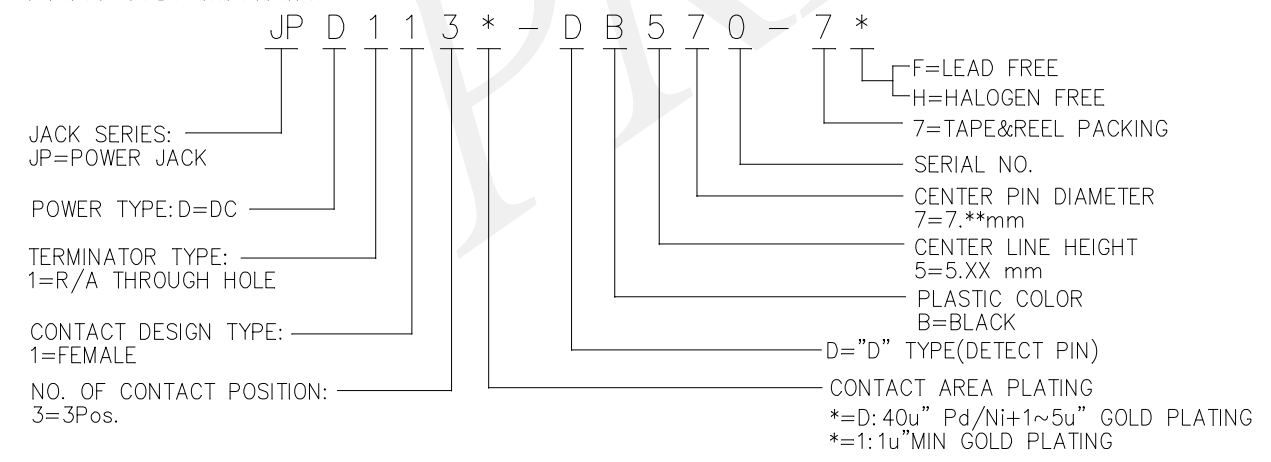 JP D 1 1 3 * - D B 5 7 0 - 7 *
F=LEAD FREE
H=HALOGEN FREE
7=TAPE&REEL PACKING
SERIAL NO.
CENTER PIN DIAMETER
7=7.**mm
CENTER LINE HEIGHT
5=5.XX mm
PLASTIC COLOR
B=BLACK
D="D" TYPE(DETECT PIN)
CONTACT AREA PLATING
*=D:40u" Pd/Ni+1~5u" GOLD PLATING
*=1:1u"MIN GOLD PLATING
JACK SERIES:
JP=POWER JACK
POWER TYPE:D=DC
TERMINATOR TYPE:
1=R/A THROUGH HOLE
CONTACT DESIGN TYPE:
1=FEMALE
NO. OF CONTACT POSITION:
3=3Pos.